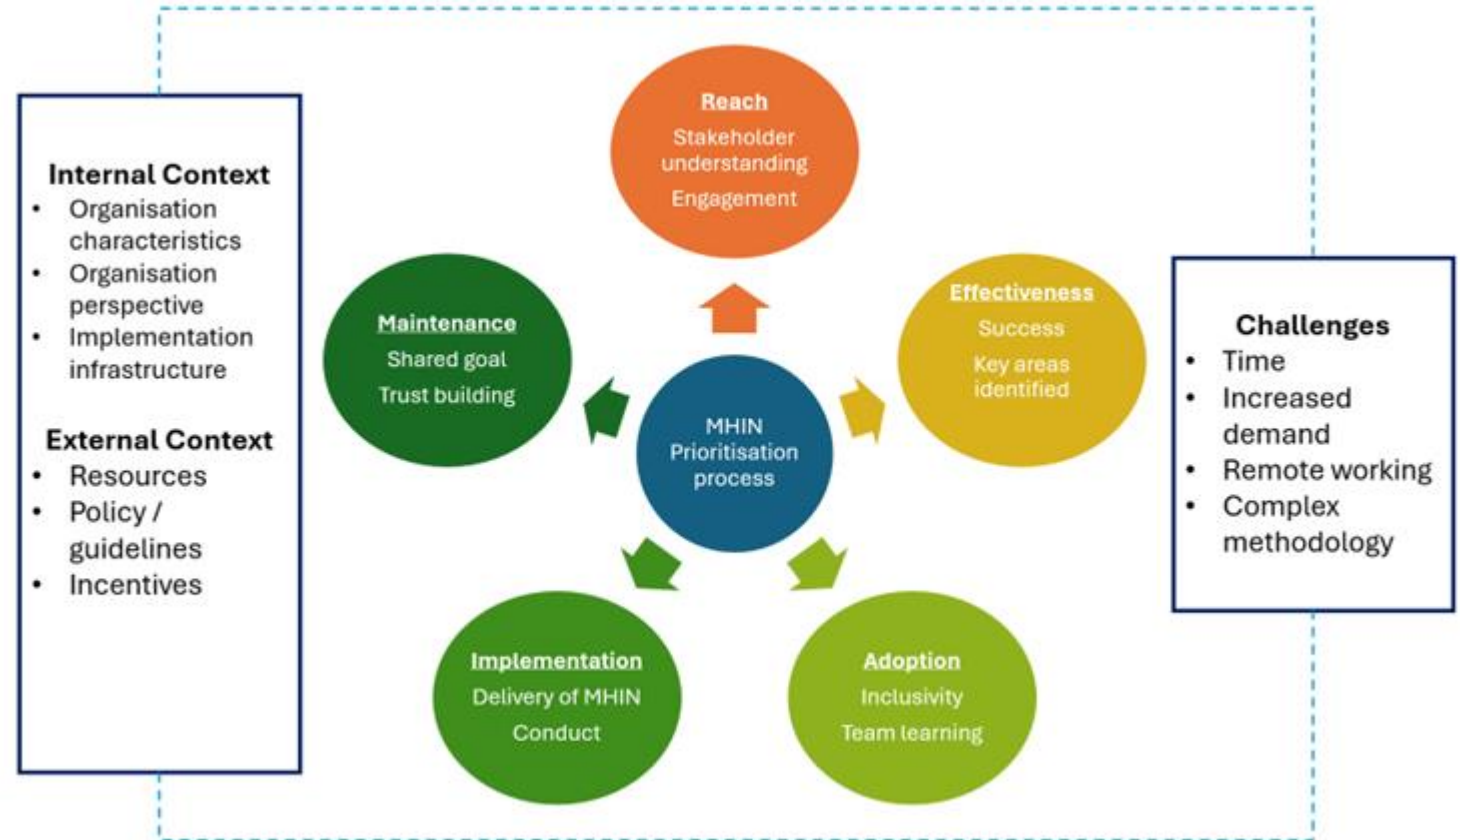 Internal Context
• Organisation
characteristics
• Organisation
perspective
• Implementation
infrastructure
External Context
• Resources
• Policy /
guidelines
• Incentives
Reach
Stakeholder
understanding
Engagement
Maintenance
Shared goal
Trust building
Effectiveness
Success
Key areas
identified
MHIN
Prioritisation
process
Implementation
Delivery of MHIN
Conduct
Adoption
Inclusivity
Team learning
Challenges
• Time
• Increased
demand
• Remote working
• Complex
methodology